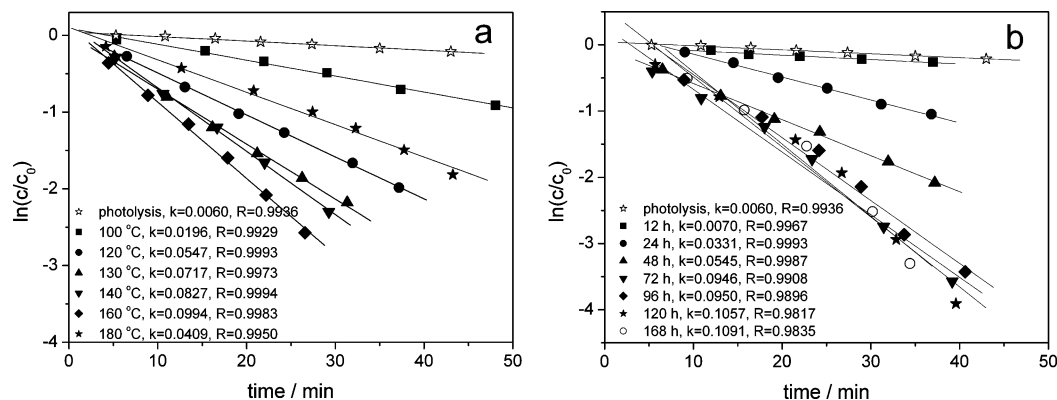 a
0
-1
-2
-3
-4
ln(c/c0)
photolysis, k=0.0060, R=0.9936
100 °C, k=0.0196, R=0.9929
120 °C, k=0.0547, R=0.9993
130 °C, k=0.0717, R=0.9973
140 °C, k=0.0827, R=0.9994
160 °C, k=0.0994, R=0.9983
180 °C, k=0.0409, R=0.9950
0 10 20 30 40 50
time / min
b
0
-1
-2
-3
-4
ln(c/c0)
photolysis, k=0.0060, R=0.9936
12 h, k=0.0070, R=0.9967
24 h, k=0.0331, R=0.9993
48 h, k=0.0545, R=0.9987
72 h, k=0.0946, R=0.9908
96 h, k=0.0950, R=0.9896
120 h, k=0.1057, R=0.9817
168 h, k=0.1091, R=0.9835
0 10 20 30 40 50
time / min